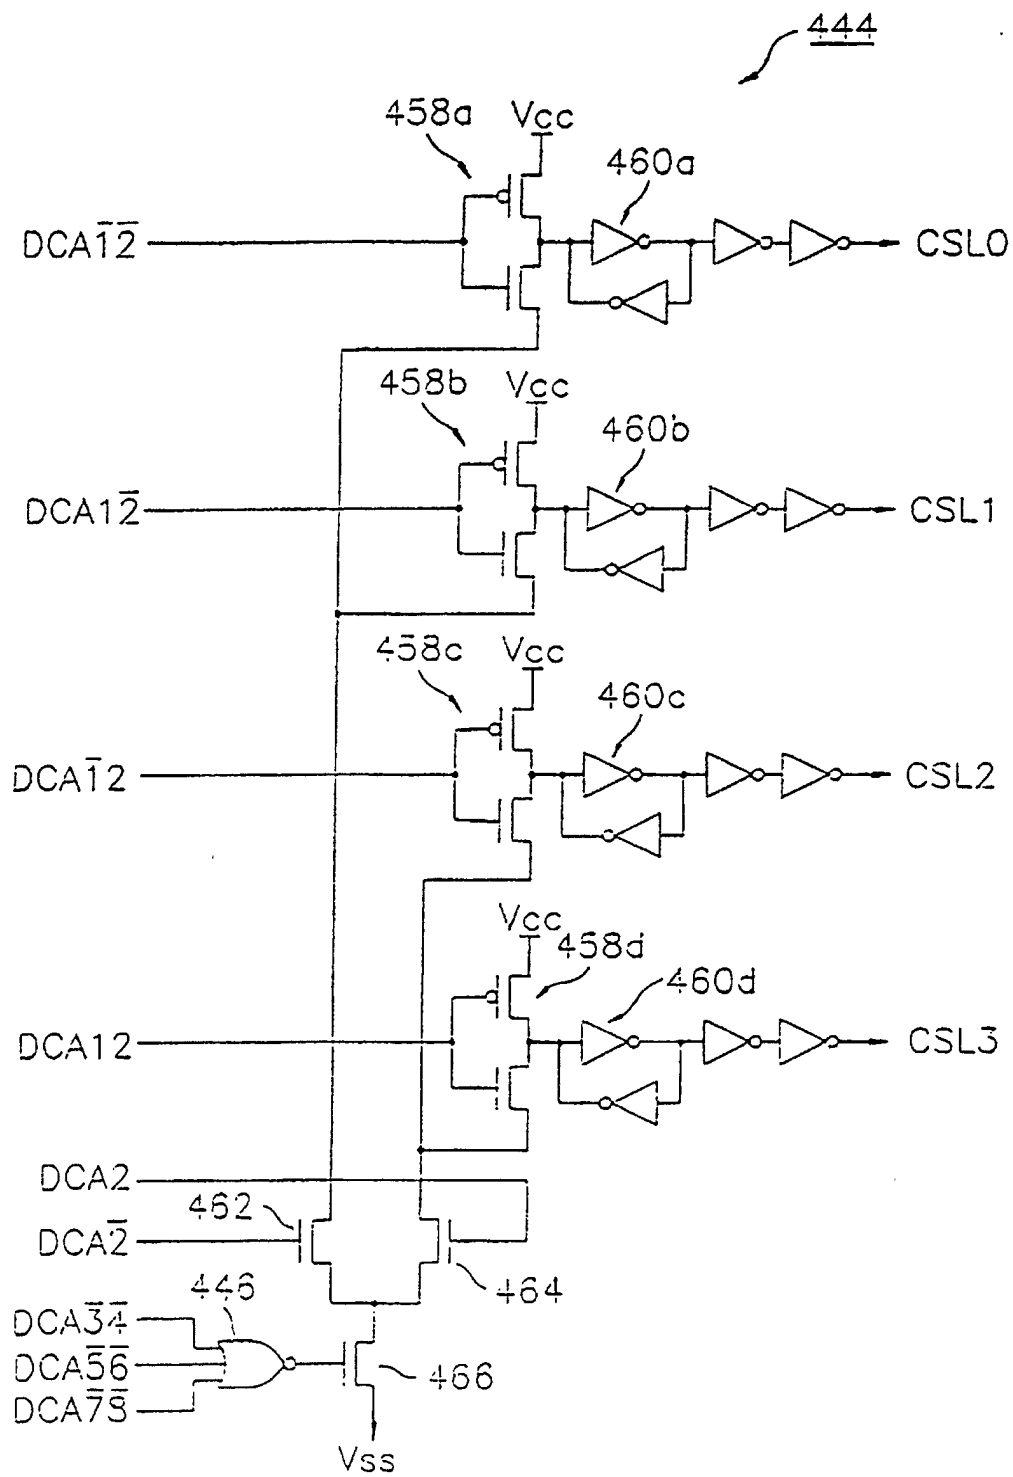 444
458a
Vcc
460a
DCA1̅2̅
CSL0
458b
Vcc
460b
DCA12̅
CSL1
458c
Vcc
460c
DCA1̅2
CSL2
Vcc
458d
460d
DCA12
CSL3
DCA2
462
DCA2̅
464
446
DCA3̅4̅
DCA5̅6̅
466
DCA7̅8̅
Vss